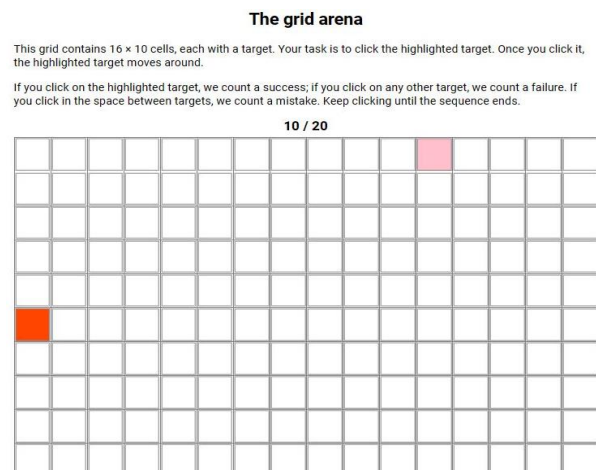 The grid arena
This grid contains 16 × 10 cells, each with a target. Your task is to click the highlighted target. Once you click it,
the highlighted target moves around.
If you click on the highlighted target, we count a success; if you click on any other target, we count a failure. If
you click in the space between targets, we count a mistake. Keep clicking until the sequence ends.
10 / 20